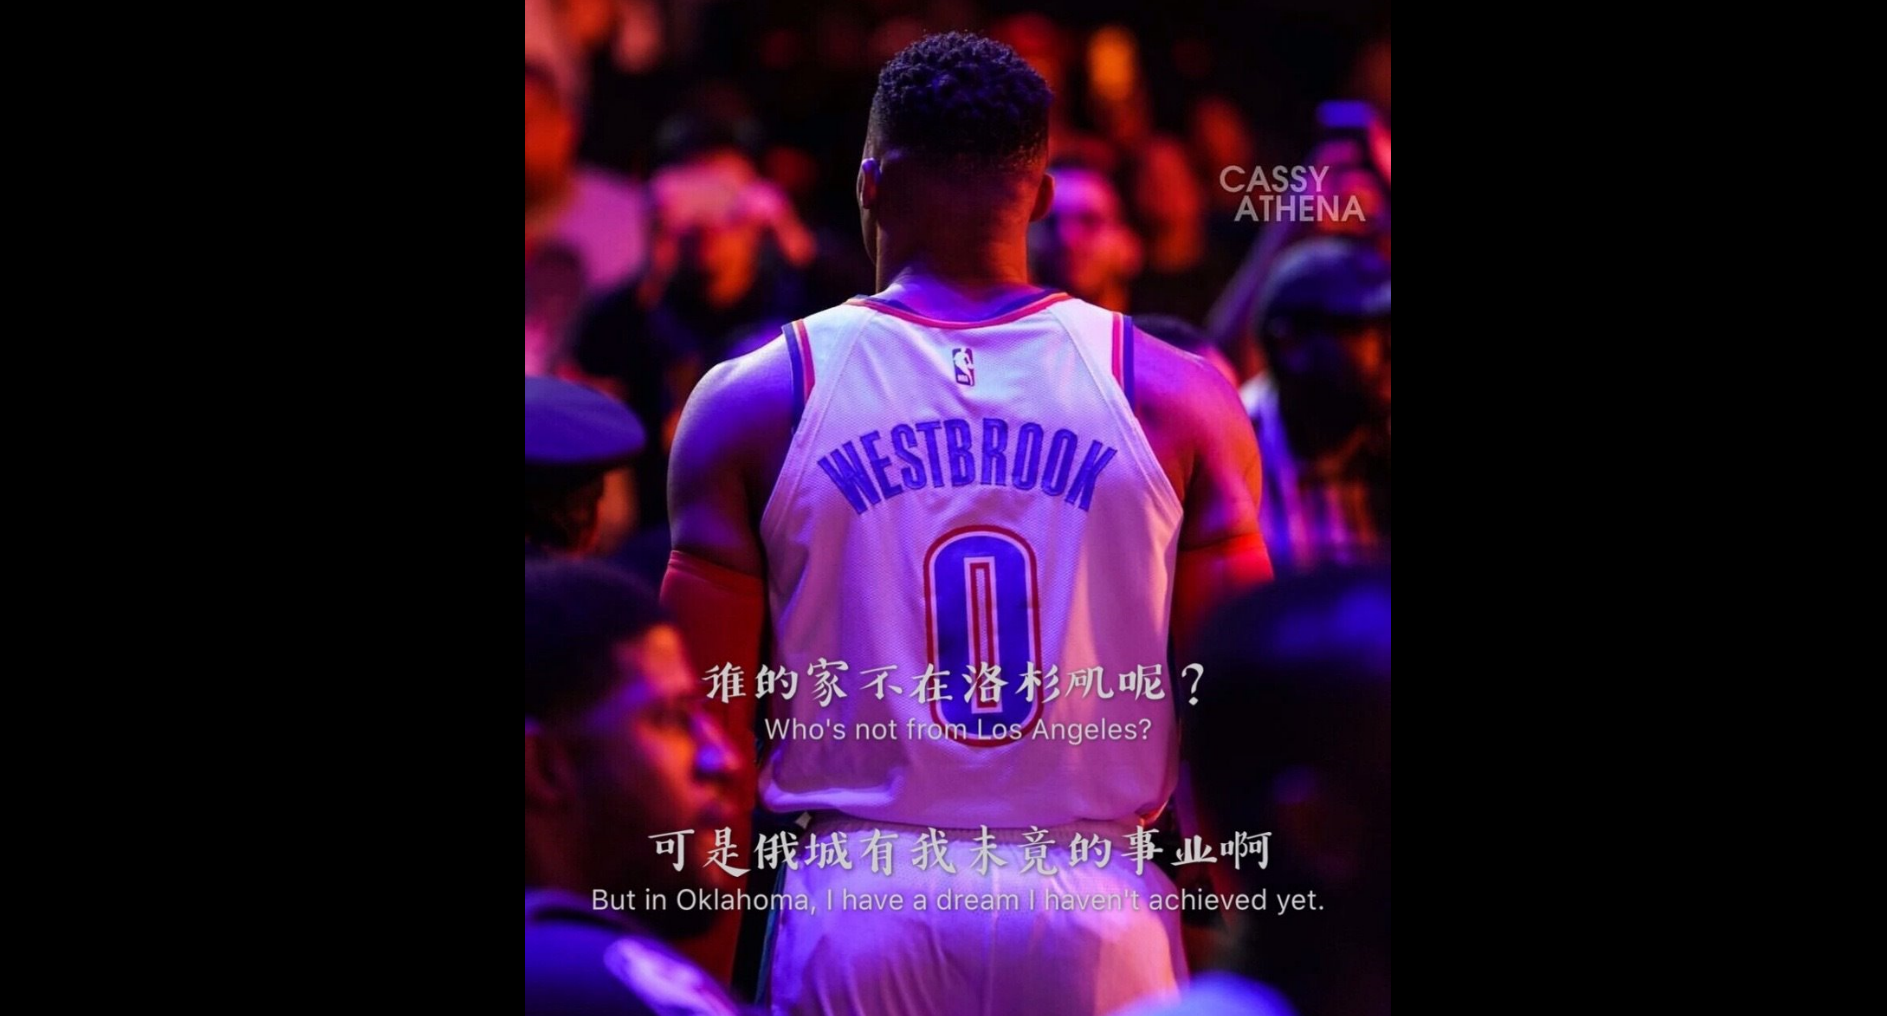 CASSY
ATHENA
WESTBROOK
0
谁的家不在洛杉矶呢？
Who's not from Los Angeles?
可是俄城有我未竟的事业啊
But in Oklahoma, I have a dream I haven't achieved yet.